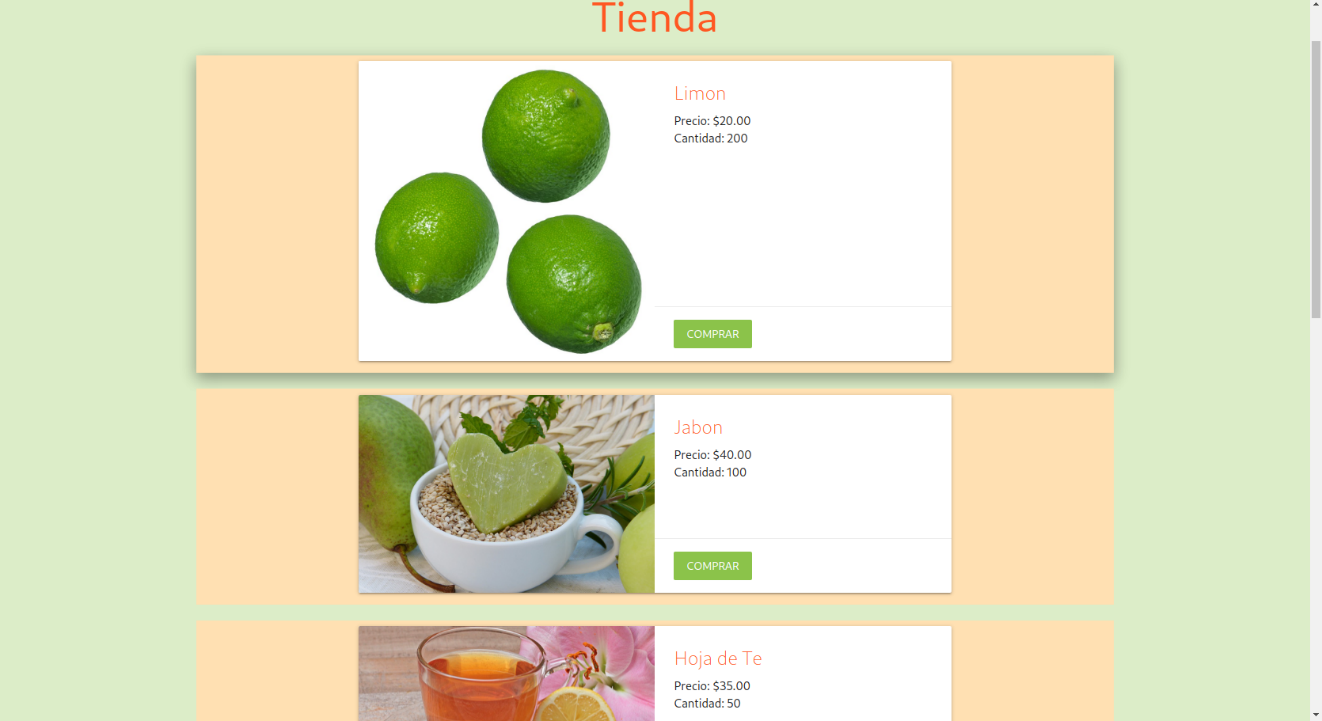 Tienda
Limon
Precio: $20.00
Cantidad: 200
COMPRAR
Jabon
Precio: $40.00
Cantidad: 100
COMPRAR
Hoja de Te
Precio: $35.00
Cantidad: 50